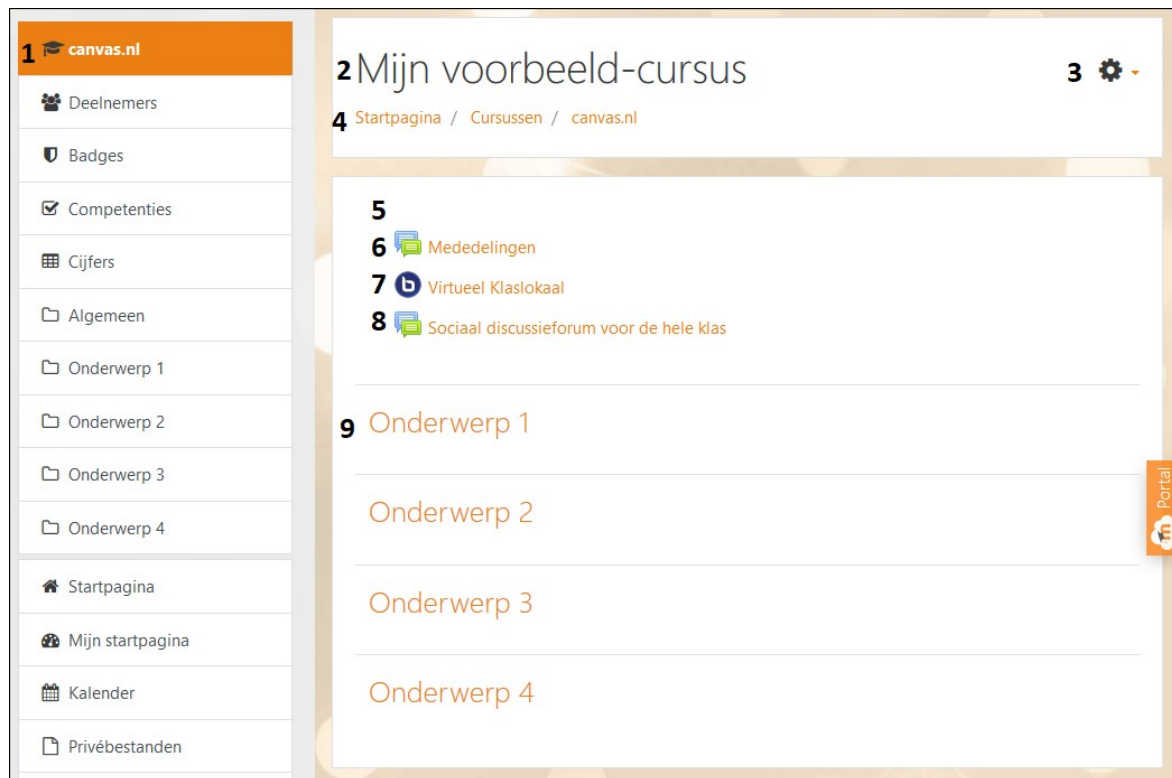 1 canvas.nl
Deelnemers
Badges
Competenties
Cijfers
Algemeen
Onderwerp 1
Onderwerp 2
Onderwerp 3
Onderwerp 4
Startpagina
Mijn startpagina
Kalender
Privébestanden
2 Mijn voorbeeld-cursus
3
4 Startpagina / Cursussen / canvas.nl
5
6 Mededelingen
7 b Virtueel Klaslokaal
8 Sociaal discussieforum voor de hele klas
9 Onderwerp 1
Onderwerp 2
Onderwerp 3
Onderwerp 4
m Portal